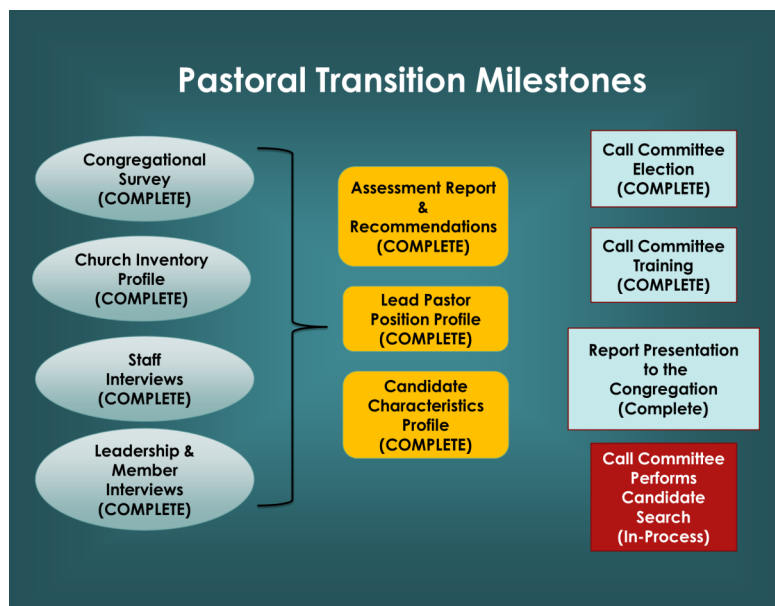 Pastoral Transition Milestones
Congregational
Survey
(COMPLETE)
Church Inventory
Profile
(COMPLETE)
Staff
Interviews
(COMPLETE)
Leadership &
Member
Interviews
(COMPLETE)
Assessment Report
&
Recommendations
(COMPLETE)
Lead Pastor
Position Profile
(COMPLETE)
Candidate
Characteristics
Profile
(COMPLETE)
Call Committee
Election
(COMPLETE)
Call Committee
Training
(COMPLETE)
Report Presentation
to the
Congregation
(Complete)
Call Committee
Performs
Candidate
Search
(In-Process)